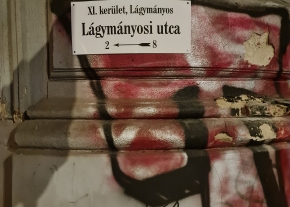 XI. kerület, Lágymányos
Lágymányosi utca
2 ← 8